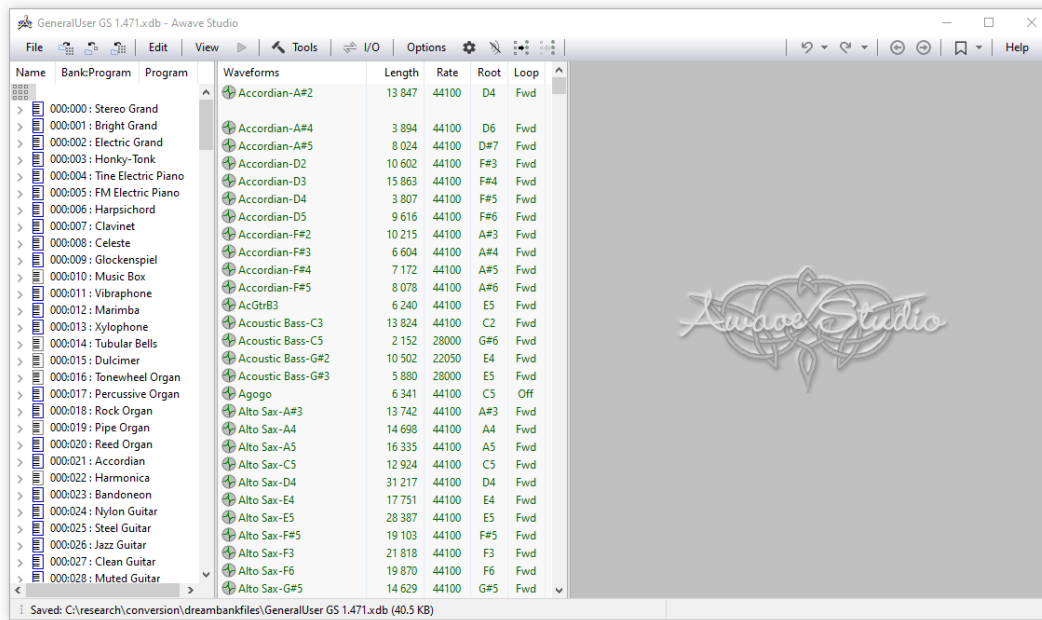 GeneralUser GS 1.471.xdb - Awave Studio
File Edit View Tools I/O Options Help
Name Bank:Program Program
000:000 : Stereo Grand
000:001 : Bright Grand
000:002 : Electric Grand
000:003 : Honky-Tonk
000:004 : Tine Electric Piano
000:005 : FM Electric Piano
000:006 : Harpsichord
000:007 : Clavinet
000:008 : Celeste
000:009 : Glockenspiel
000:010 : Music Box
000:011 : Vibraphone
000:012 : Marimba
000:013 : Xylophone
000:014 : Tubular Bells
000:015 : Dulcimer
000:016 : Tonewheel Organ
000:017 : Percussive Organ
000:018 : Rock Organ
000:019 : Pipe Organ
000:020 : Reed Organ
000:021 : Accordian
000:022 : Harmonica
000:023 : Bandoneon
000:024 : Nylon Guitar
000:025 : Steel Guitar
000:026 : Jazz Guitar
000:027 : Clean Guitar
000:028 : Muted Guitar
Waveforms Length Rate Root Loop
Accordian-A#2 13 847 44100 D4 Fwd
Accordian-A#4 3 894 44100 D6 Fwd
Accordian-A#5 8 024 44100 D#7 Fwd
Accordian-D2 10 602 44100 F#3 Fwd
Accordian-D3 15 863 44100 F#4 Fwd
Accordian-D4 3 807 44100 F#5 Fwd
Accordian-D5 9 616 44100 F#6 Fwd
Accordian-F#2 10 215 44100 A#3 Fwd
Accordian-F#3 6 604 44100 A#4 Fwd
Accordian-F#4 7 172 44100 A#5 Fwd
Accordian-F#5 8 078 44100 A#6 Fwd
AcGtrB3 6 240 44100 E5 Fwd
Acoustic Bass-C3 13 824 44100 C2 Fwd
Acoustic Bass-C5 2 152 28000 G#6 Fwd
Acoustic Bass-G#2 10 502 22050 E4 Fwd
Acoustic Bass-G#3 5 880 28000 E5 Fwd
Agogo 6 341 44100 C5 Off
Alto Sax-A#3 13 742 44100 A#3 Fwd
Alto Sax-A4 14 698 44100 A4 Fwd
Alto Sax-A5 16 335 44100 A5 Fwd
Alto Sax-C5 12 924 44100 C5 Fwd
Alto Sax-D4 31 217 44100 D4 Fwd
Alto Sax-E4 17 751 44100 E4 Fwd
Alto Sax-E5 28 387 44100 E5 Fwd
Alto Sax-F#5 19 103 44100 F#5 Fwd
Alto Sax-F3 21 818 44100 F3 Fwd
Alto Sax-F6 19 870 44100 F6 Fwd
Alto Sax-G#5 14 629 44100 G#5 Fwd
Awave Studio
Saved: C:\research\conversion\dreambankfiles\GeneralUser GS 1.471.xdb (40.5 KB)